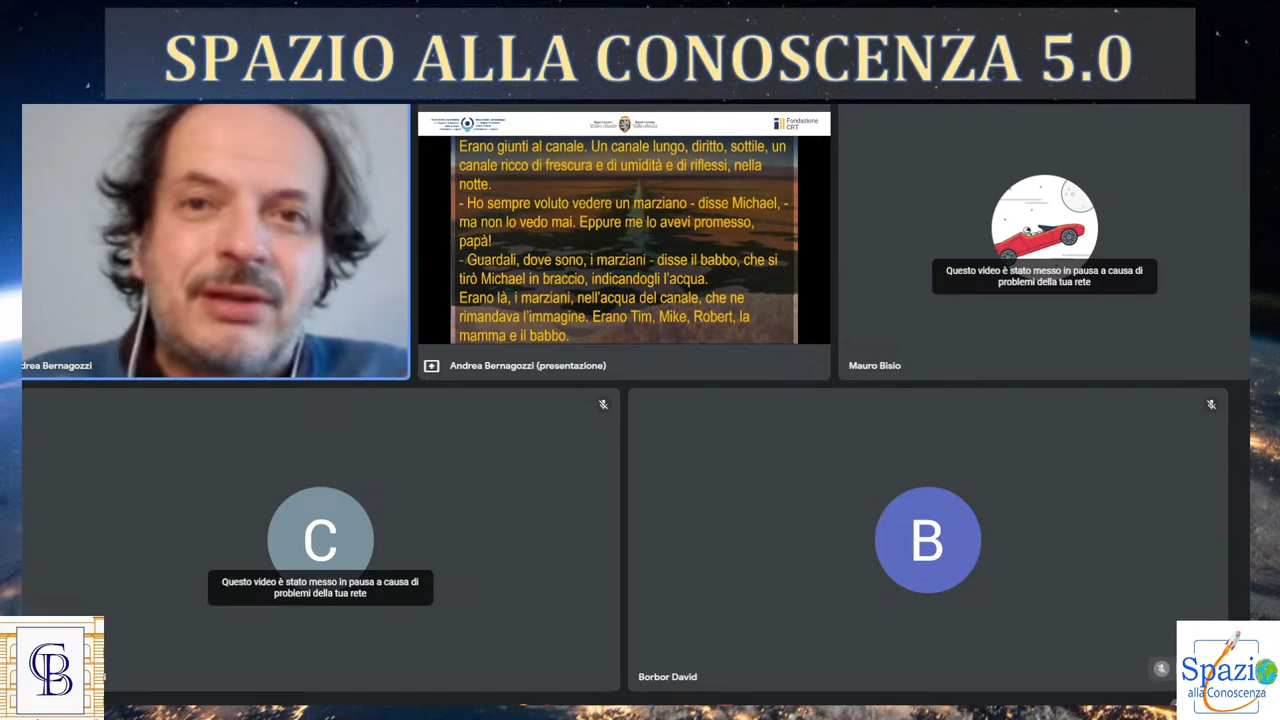 SPAZIO ALLA CONOSCENZA 5.0
Fondazione
CRT
Erano giunti al canale. Un canale lungo, diritto, sottile, un
canale ricco di frescura e di umidità e di riflessi, nella
notte.
- Ho sempre voluto vedere un marziano - disse Michael, -
ma non lo vedo mai. Eppure me lo avevi promesso,
papà!
- Guardali, dove sono, i marziani - disse il babbo, che si
tirò Michael in braccio, indicandogli l'acqua.
Erano là, i marziani, nell'acqua del canale, che ne
rimandava l'immagine. Erano Tim, Mike, Robert, la
mamma e il babbo.
drea Bernagozzi
Andrea Bernagozzi (presentazione)
Questo video è stato messo in pausa a causa di
problemi della tua rete
Mauro Bisio
C
Questo video è stato messo in pausa a causa di
problemi della tua rete
B
Borbor David
CB
Spazio
alla Conoscenza